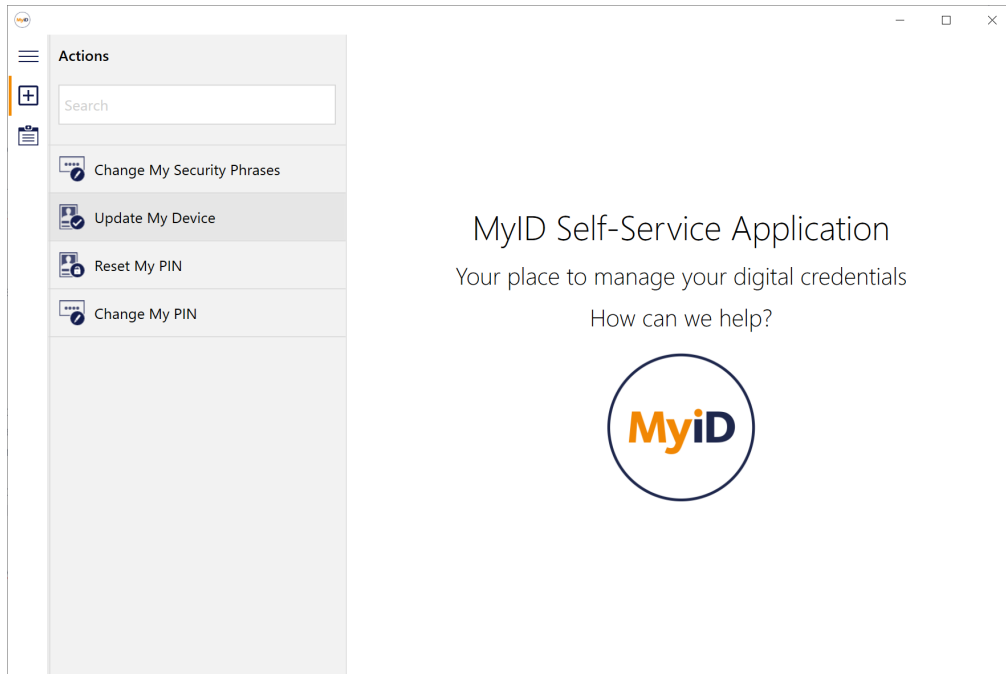 MyiD
Actions
Search
Change My Security Phrases
Update My Device
Reset My PIN
Change My PIN
MyID Self-Service Application
Your place to manage your digital credentials
How can we help?
MyiD